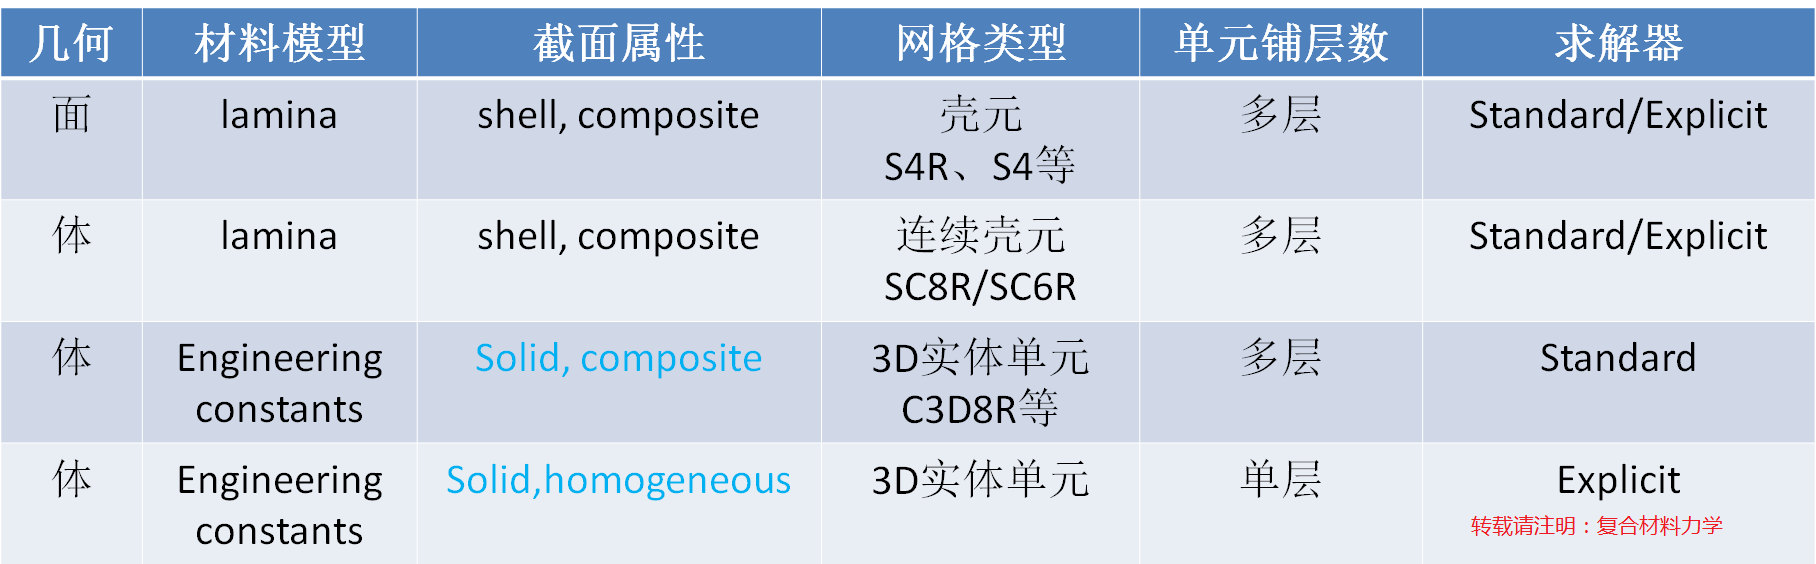 几何 材料模型 截面属性 网格类型 单元铺层数 求解器
面 lamina shell, composite 壳元 多层 Standard/Explicit
S4R、S4等
体 lamina shell, composite 连续壳元 多层 Standard/Explicit
SC8R/SC6R
体 Engineering Solid, composite 3D实体单元 多层 Standard
constants C3D8R等
体 Engineering Solid,homogeneous 3D实体单元 单层 Explicit
constants 转载请注明：复合材料力学